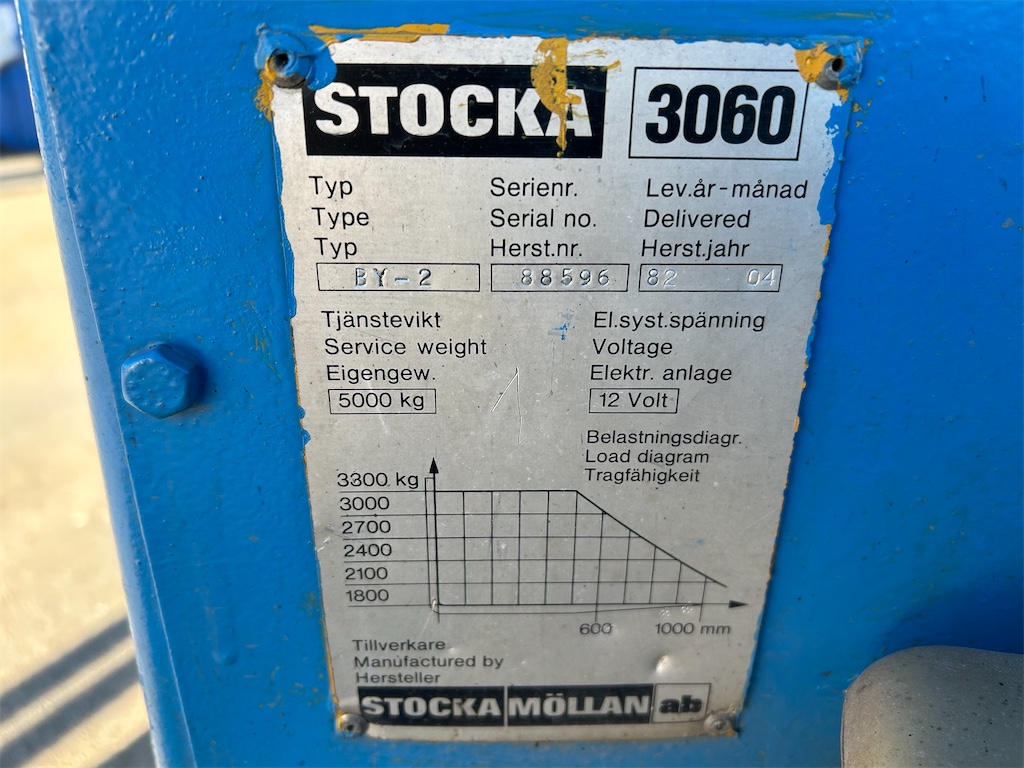 STOCKA 3060
Typ Serienr. Lev.år-månad
Type Serial no. Delivered
Typ Herst.nr. Herst.jahr
BY-2 88596 82 04
Tjänstevikt El.syst.spänning
Service weight Voltage
Eigengew. Elektr. anlage
5000 kg 12 Volt
Belastningsdiagr.
Load diagram
Tragfähigkeit
3300 kg
3000
2700
2400
2100
1800
600 1000 mm
Tillverkare
Manufactured by
Hersteller
STOCKA MÖLLAN ab